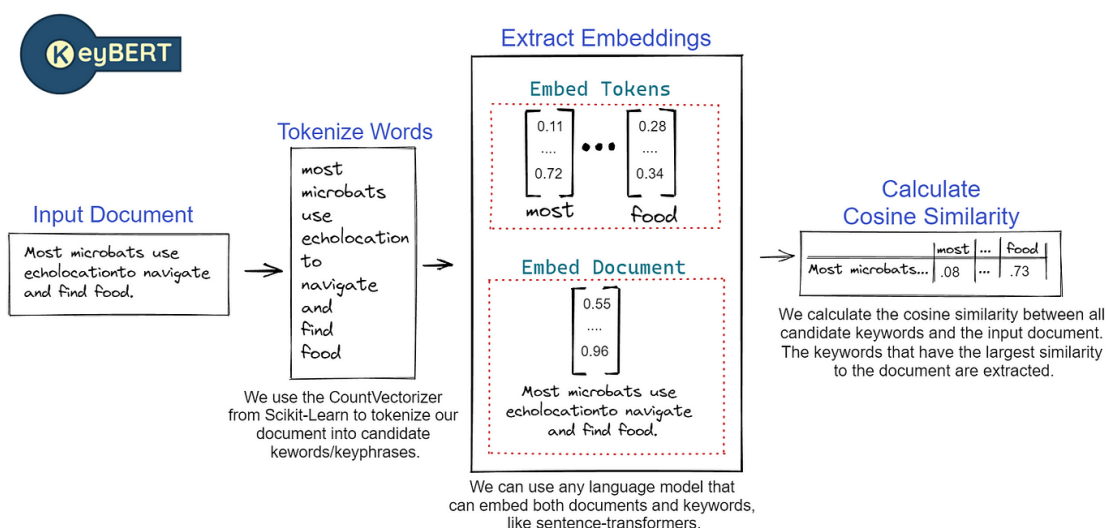 KeyBERT
Input Document
Most microbats use
echolocationto navigate
and find food.
Tokenize Words
most
microbats
use
echolocation
to
navigate
and
find
food
We use the CountVectorizer
from Scikit-Learn to tokenize our
document into candidate
kewords/keyphrases.
Extract Embeddings
Embed Tokens
0.11 0.28
.... ....
0.72 0.34
most food
Embed Document
0.55
....
0.96
Most microbats use
echolocationto navigate
and find food.
We can use any language model that
can embed both documents and keywords,
like sentence-transformers.
Calculate
Cosine Similarity
most ... food
Most microbats... .08 ... .73
We calculate the cosine similarity between all
candidate keywords and the input document.
The keywords that have the largest similarity
to the document are extracted.